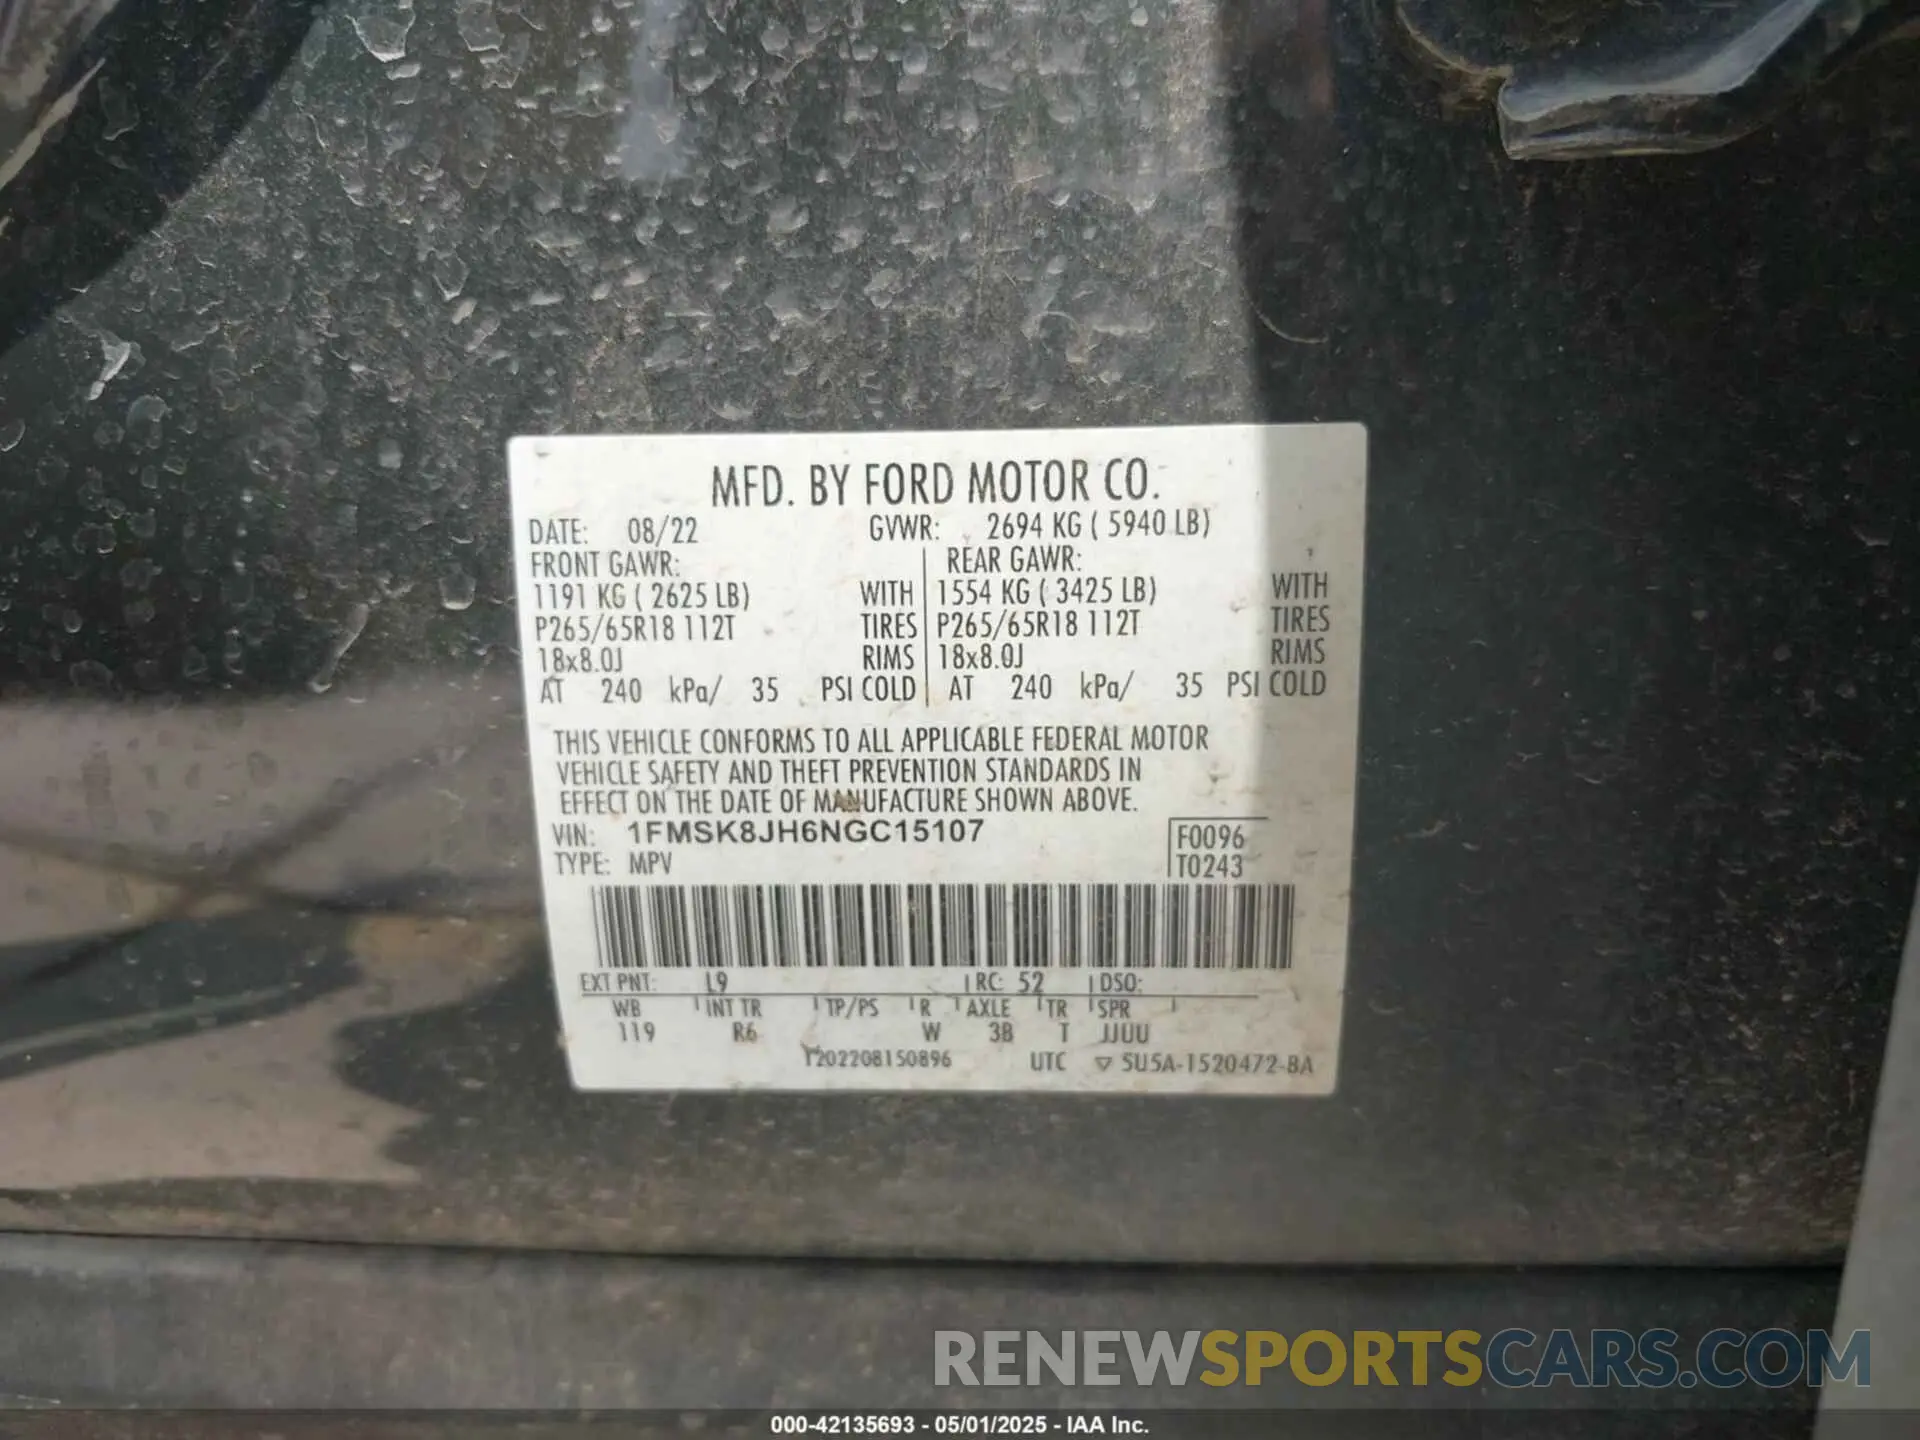 MFD. BY FORD MOTOR CO.
DATE: 08/22 GVWR: 2694 KG ( 5940 LB)
FRONT GAWR: REAR GAWR:
1191 KG ( 2625 LB) WITH 1554 KG ( 3425 LB) WITH
P265/65R18 112T TIRES P265/65R18 112T TIRES
18x8.0J RIMS 18x8.0J RIMS
AT 240 kPa/ 35 PSI COLD AT 240 kPa/ 35 PSI COLD
THIS VEHICLE CONFORMS TO ALL APPLICABLE FEDERAL MOTOR
VEHICLE SAFETY AND THEFT PREVENTION STANDARDS IN
EFFECT ON THE DATE OF MANUFACTURE SHOWN ABOVE.
VIN: 1FMSK8JH6NGC15107 F0096
TYPE: MPV T0243
EXT PNT: L9 RC: 52 DSO:
WB INT TR TP/PS R AXLE TR SPR
119 R6 W 3B T JJUU
T202208150896 UTC ▽ 5U5A-1520472-BA
RENEWSPORTSCARS.COM
000-42135693 - 05/01/2025 - IAA Inc.